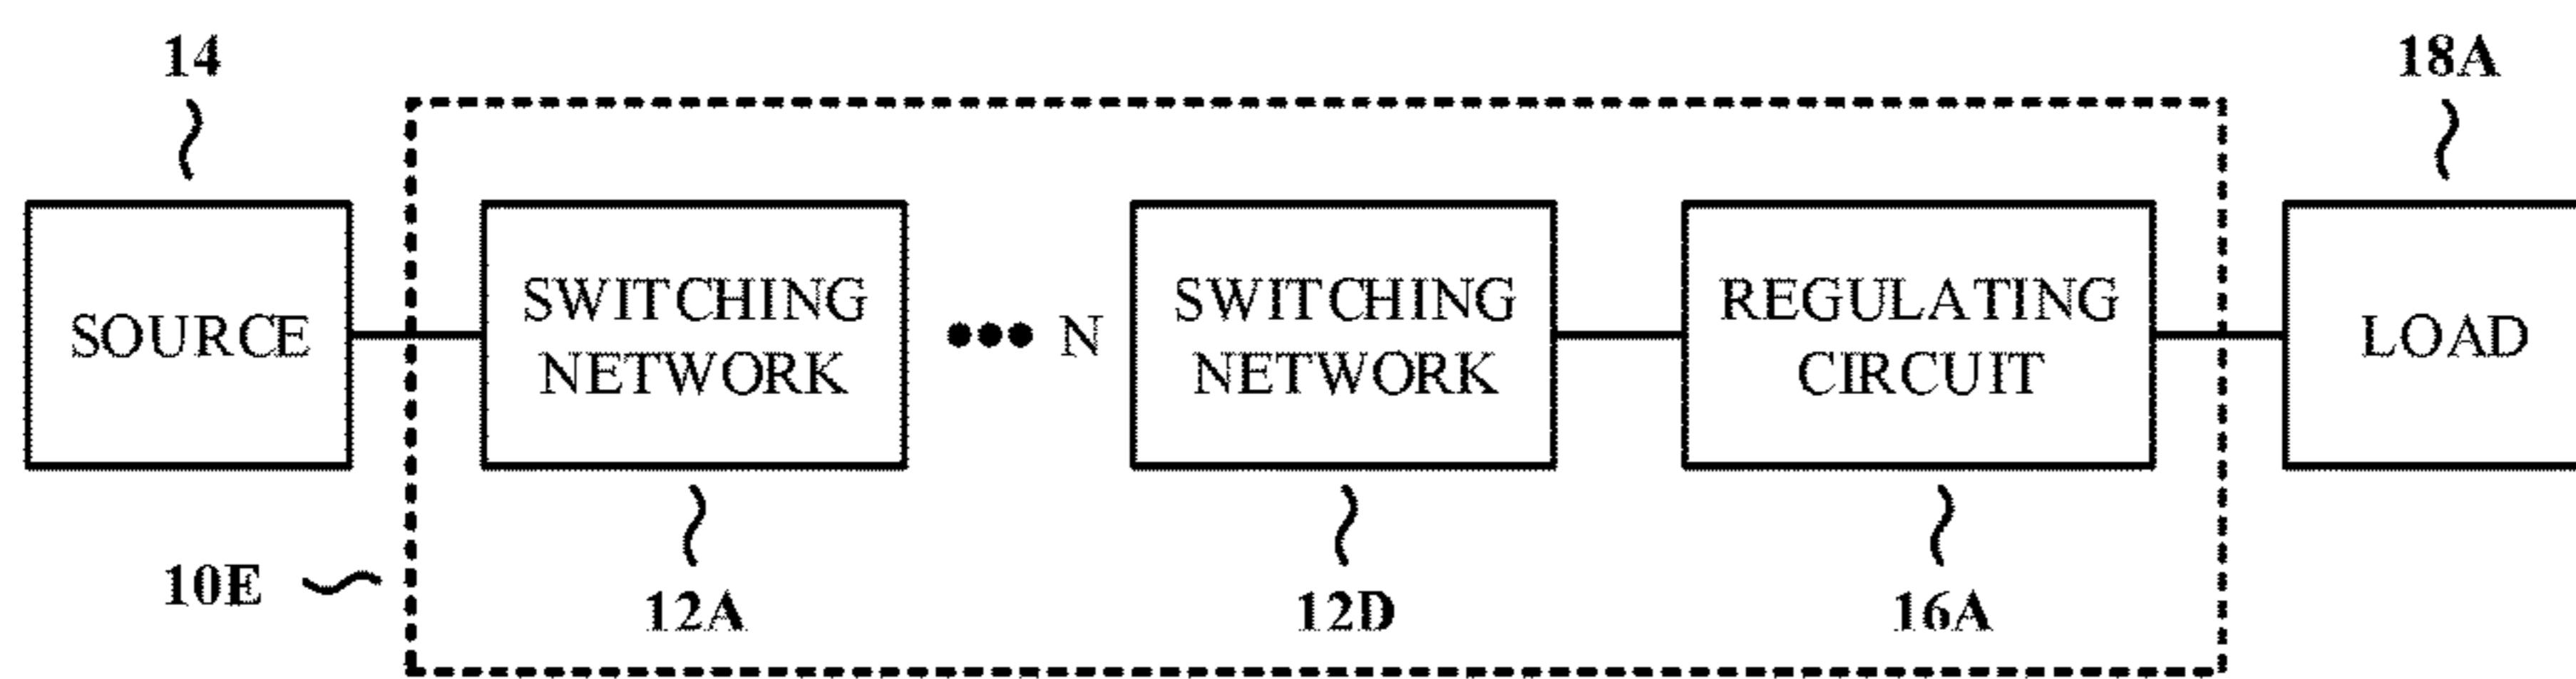 14
18A
SOURCE
SWITCHING
NETWORK
N
SWITCHING
NETWORK
REGULATING
CIRCUIT
LOAD
10E
12A
12D
16A